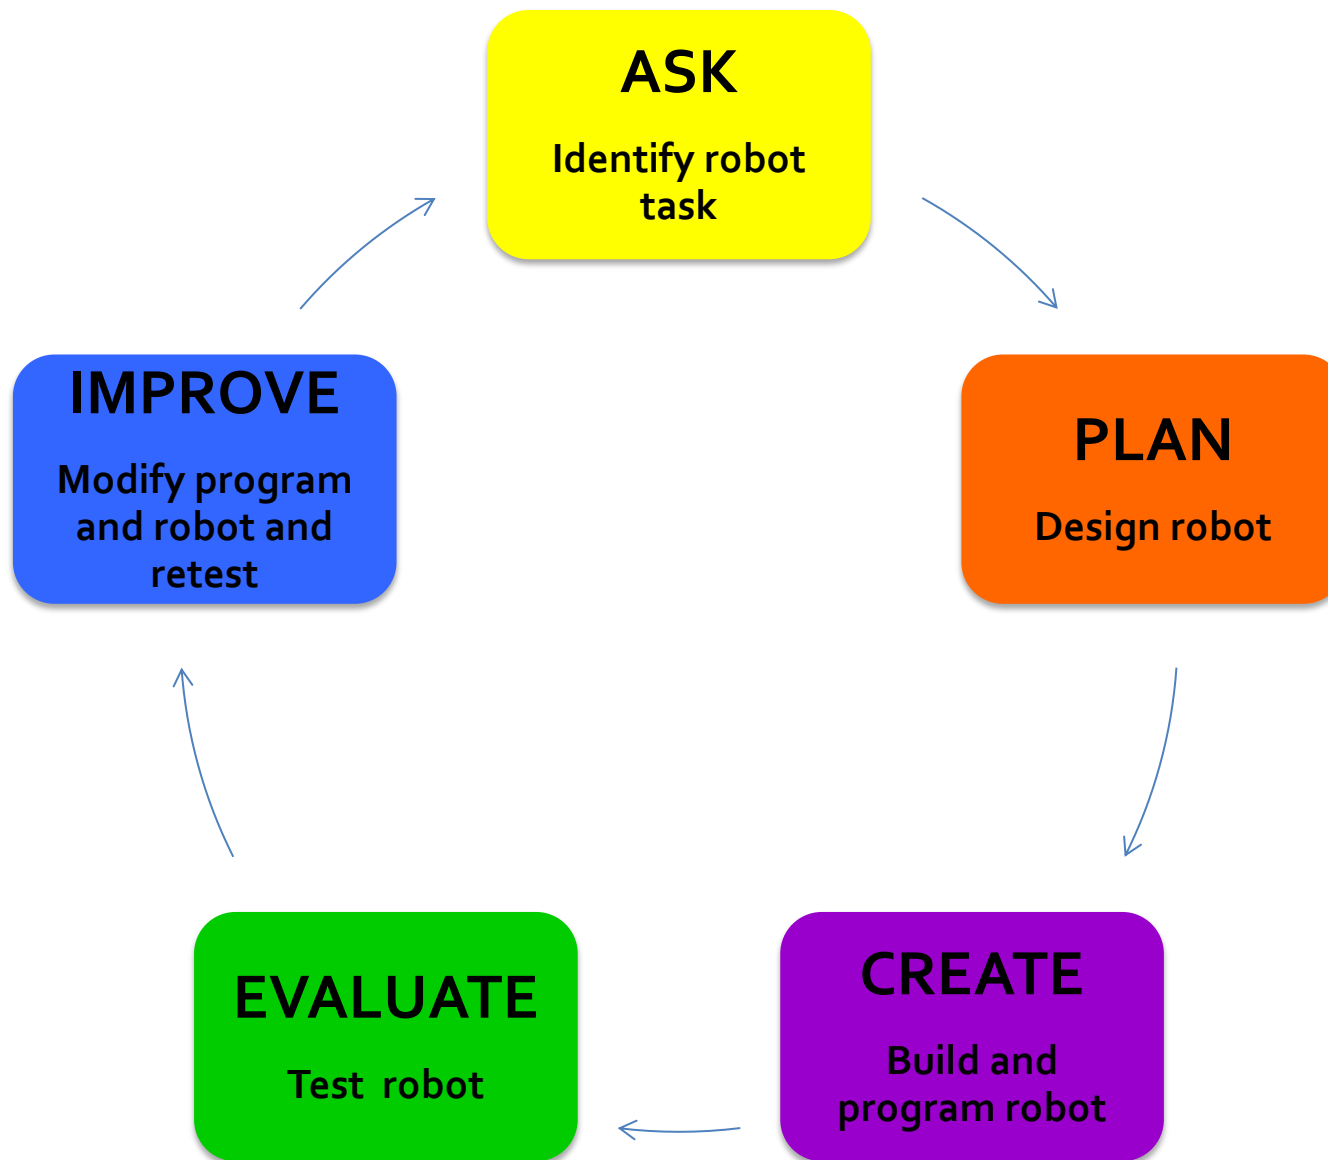 ASK
Identify robot
task
PLAN
Design robot
CREATE
Build and
program robot
EVALUATE
Test  robot
IMPROVE
Modify program
and robot and
retest